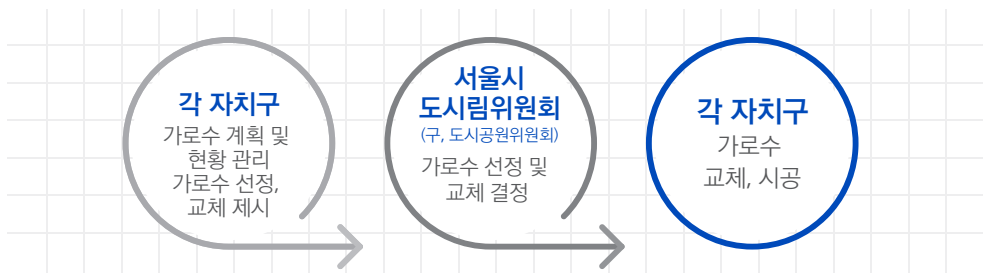 각 자치구
가로수 계획 및
현황 관리
가로수 선정,
교체 제시
서울시
도시림위원회
(구, 도시공원위원회)
가로수 선정 및
교체 결정
각 자치구
가로수
교체, 시공